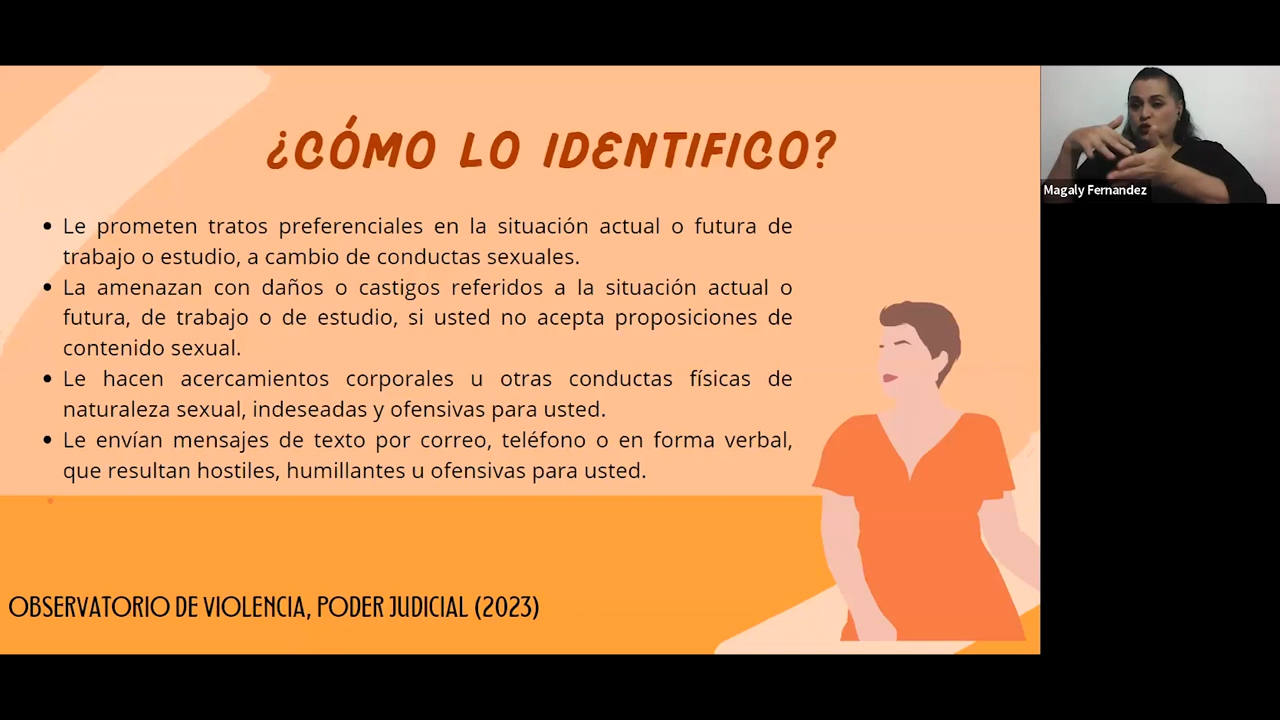 ¿CÓMO LO IDENTIFICO?
Magaly Fernandez
• Le prometen tratos preferenciales en la situación actual o futura de
trabajo o estudio, a cambio de conductas sexuales.
• La amenazan con daños o castigos referidos a la situación actual o
futura, de trabajo o de estudio, si usted no acepta proposiciones de
contenido sexual.
• Le hacen acercamientos corporales u otras conductas físicas de
naturaleza sexual, indeseadas y ofensivas para usted.
• Le envían mensajes de texto por correo, teléfono o en forma verbal,
que resultan hostiles, humillantes u ofensivas para usted.
OBSERVATORIO DE VIOLENCIA, PODER JUDICIAL (2023)